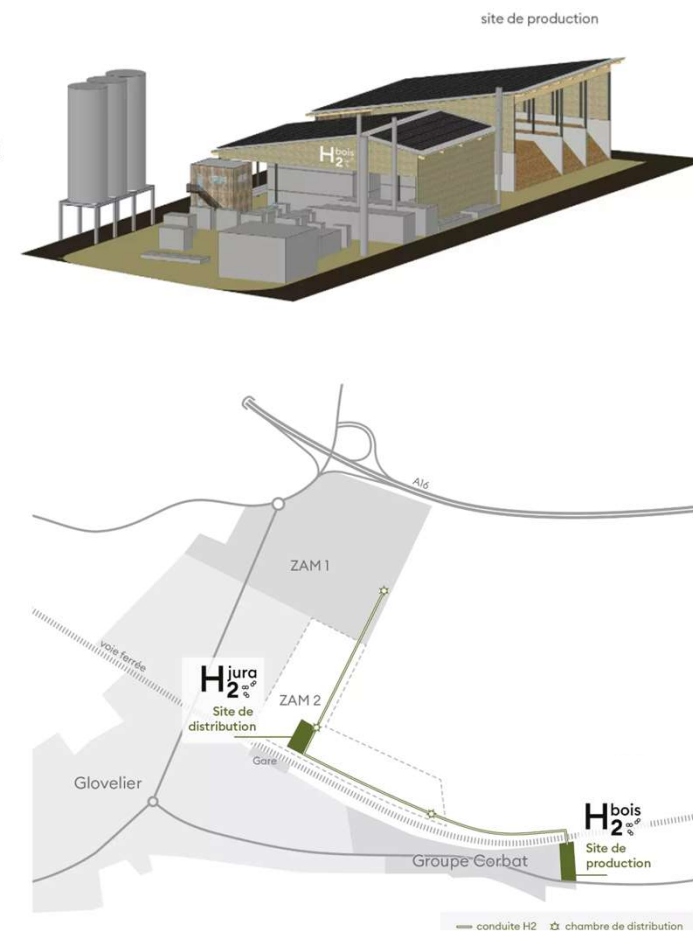 site de production
H2 bois
A16
ZAM 1
voie ferrée
H2 jura
ZAM 2
Site de
distribution
Gare
Glovelier
H2 bois
Site de
production
Groupe Corbat
conduite H2 chambre de distribution